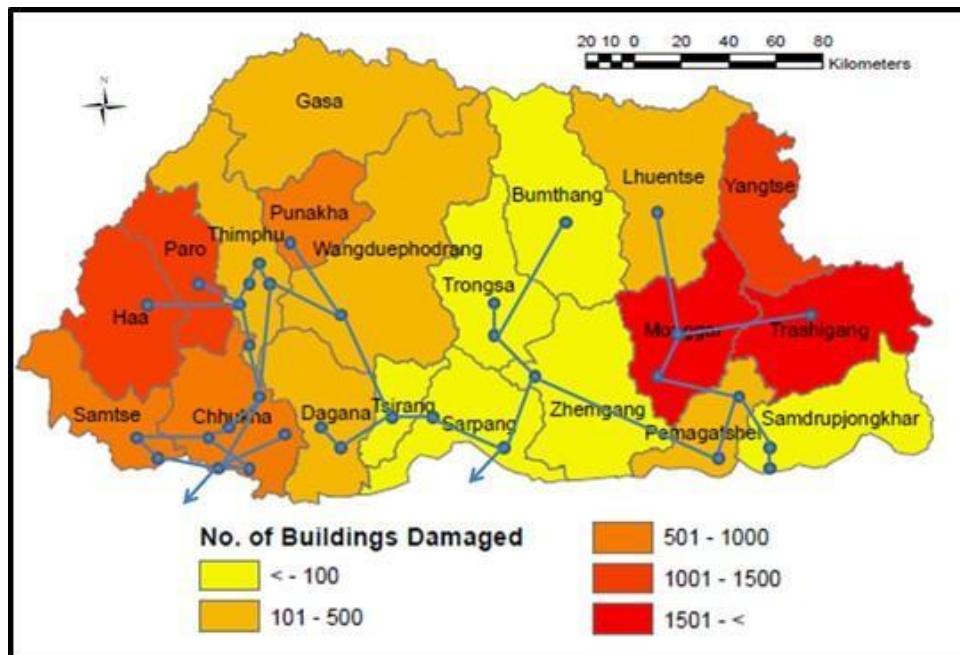 20 10 0 20 40 60 80
Kilometers
N
Gasa
Lhuentse
Yangtse
Bumthang
Punakha
Thimphu
Wangduephodrang
Paro
Trongsa
Haa
Monggar
Trashigang
Samtse
Chhukha
Dagana
Tsirang
Sarpang
Zhemgang
Pemagatshel
Samdrupjongkhar
No. of Buildings Damaged
< - 100
101 - 500
501 - 1000
1001 - 1500
1501 - <